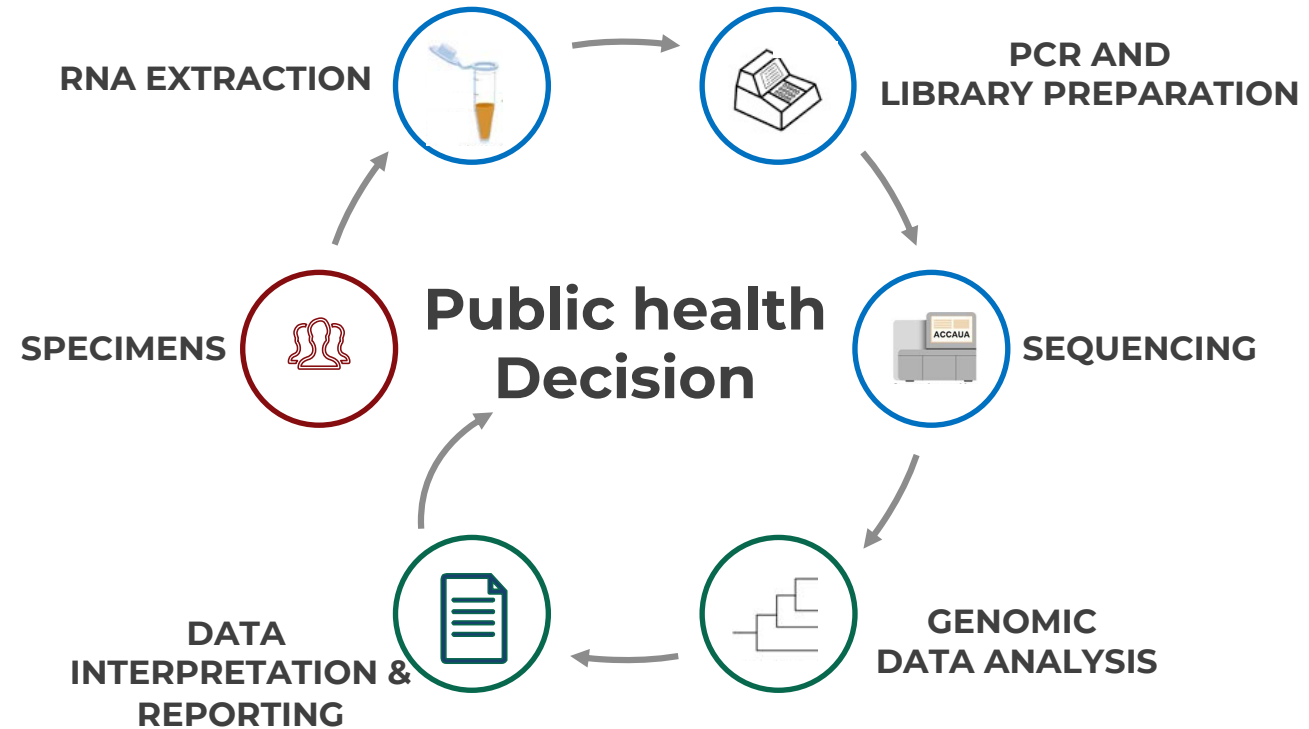 RNA EXTRACTION
PCR AND
LIBRARY PREPARATION
Public health
Decision
SPECIMENS
ACCAUA
SEQUENCING
GENOMIC
DATA ANALYSIS
DATA
INTERPRETATION &
REPORTING